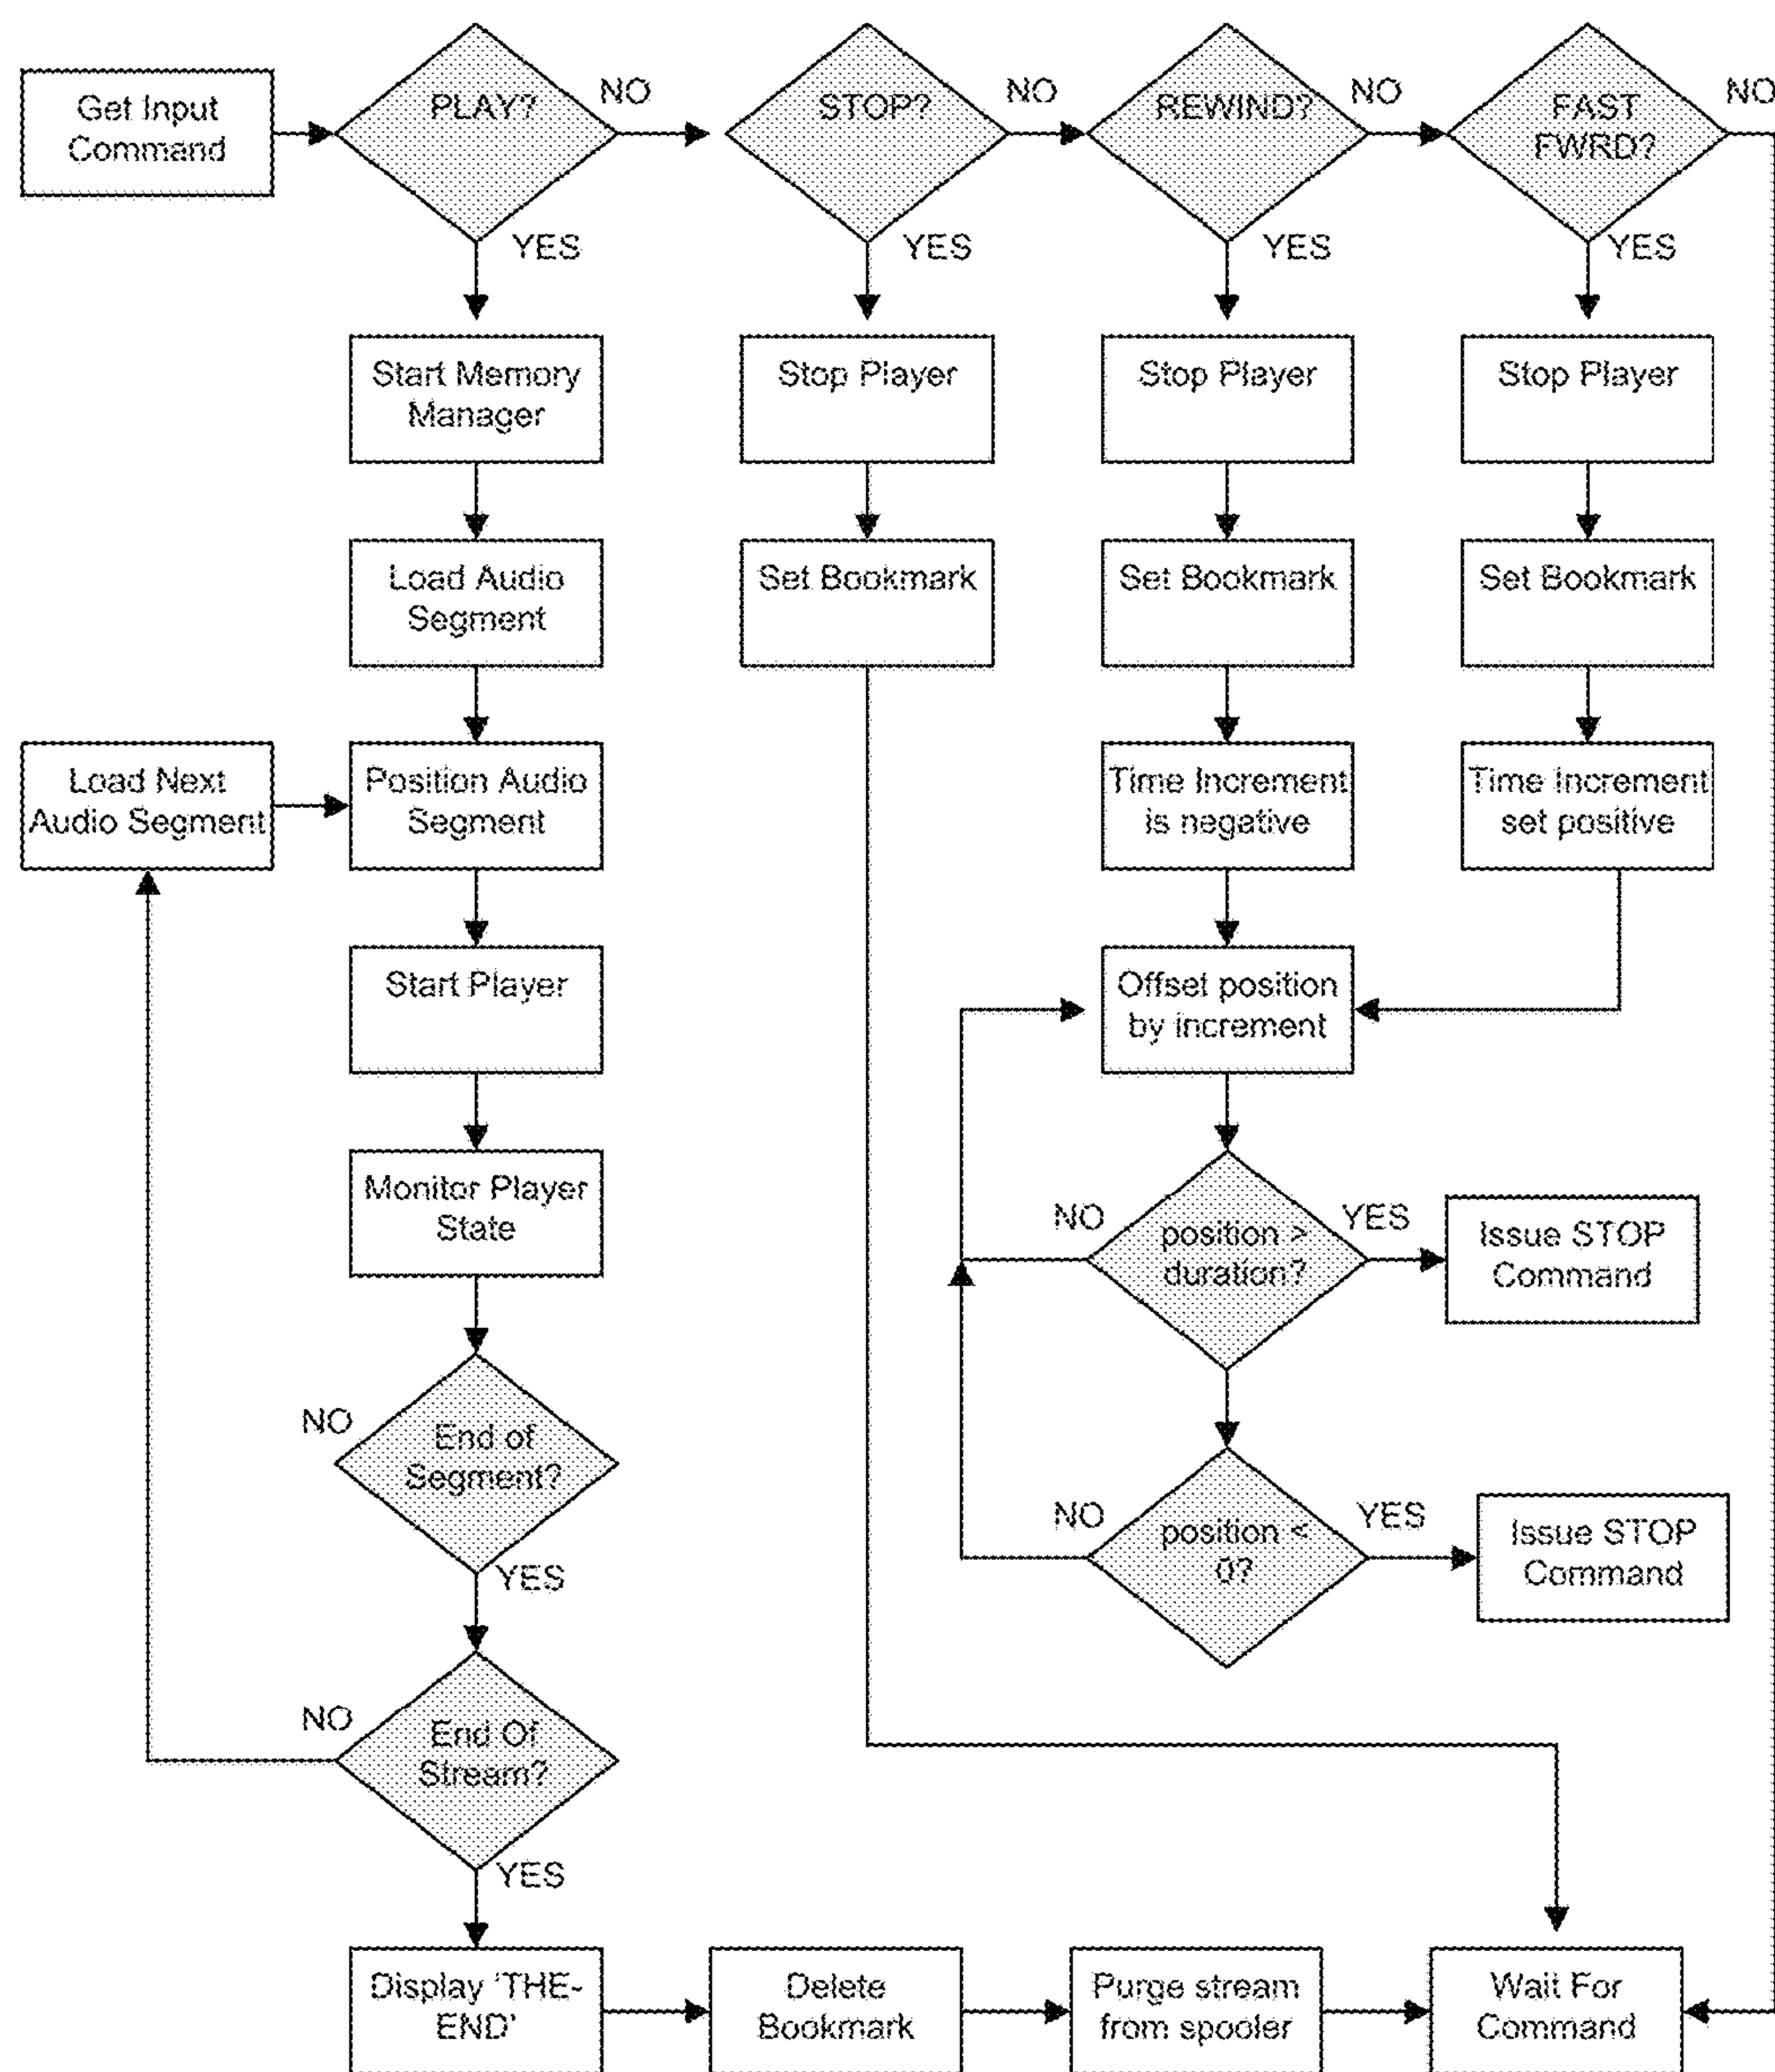 Get Input
Command
PLAY?
NO
STOP?
NO
REWIND?
NO
FAST
FWRD?
NO
YES
YES
YES
YES
Start Memory
Manager
Stop Player
Stop Player
Stop Player
Load Audio
Segment
Set Bookmark
Set Bookmark
Set Bookmark
Load Next
Audio Segment
Position Audio
Segment
Time Increment
is negative
Time Increment
set positive
Start Player
Offset position
by increment
Monitor Player
State
NO
position >
duration?
YES
Issue STOP
Command
NO
End of
Segment?
YES
NO
position <
0?
YES
Issue STOP
Command
NO
End Of
Stream?
YES
Display 'THE-
END'
Delete
Bookmark
Purge stream
from spooler
Wait For
Command